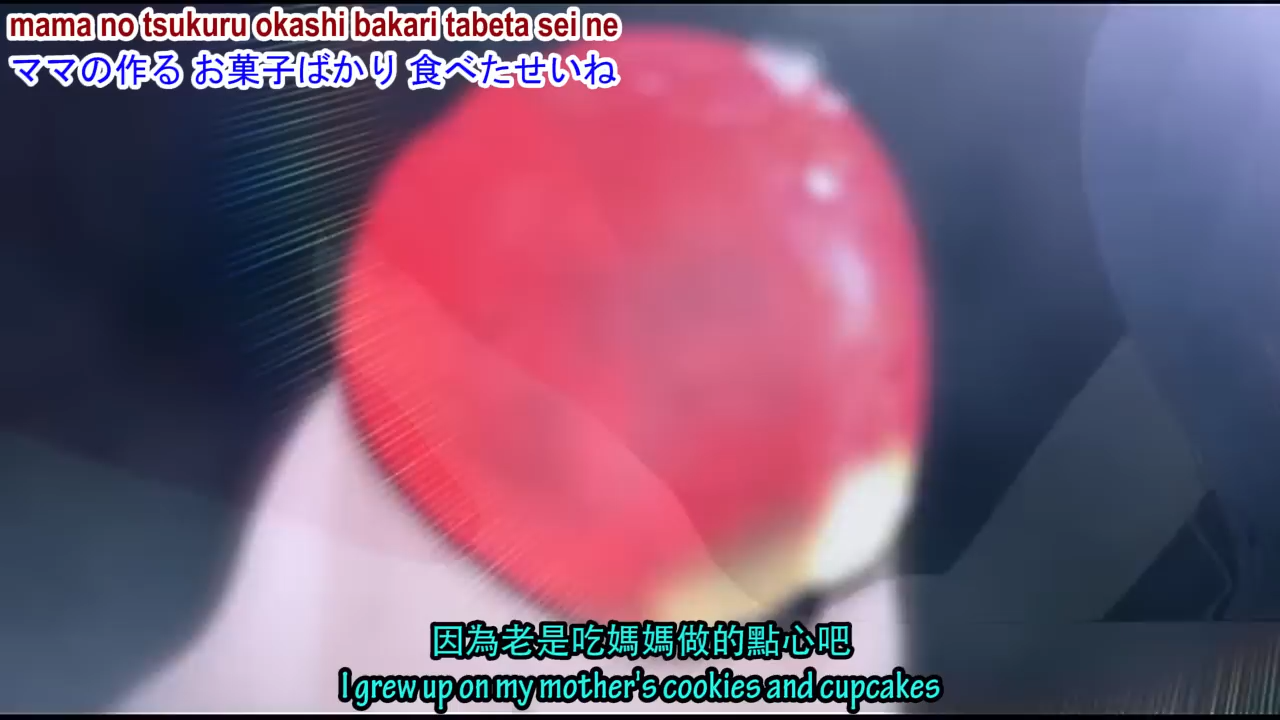 mama no tsukuru okashi bakari tabeta sei ne
ママの作る お菓子ばかり 食べたせいね
因為老是吃媽媽做的點心吧
I grew up on my mother's cookies and cupcakes